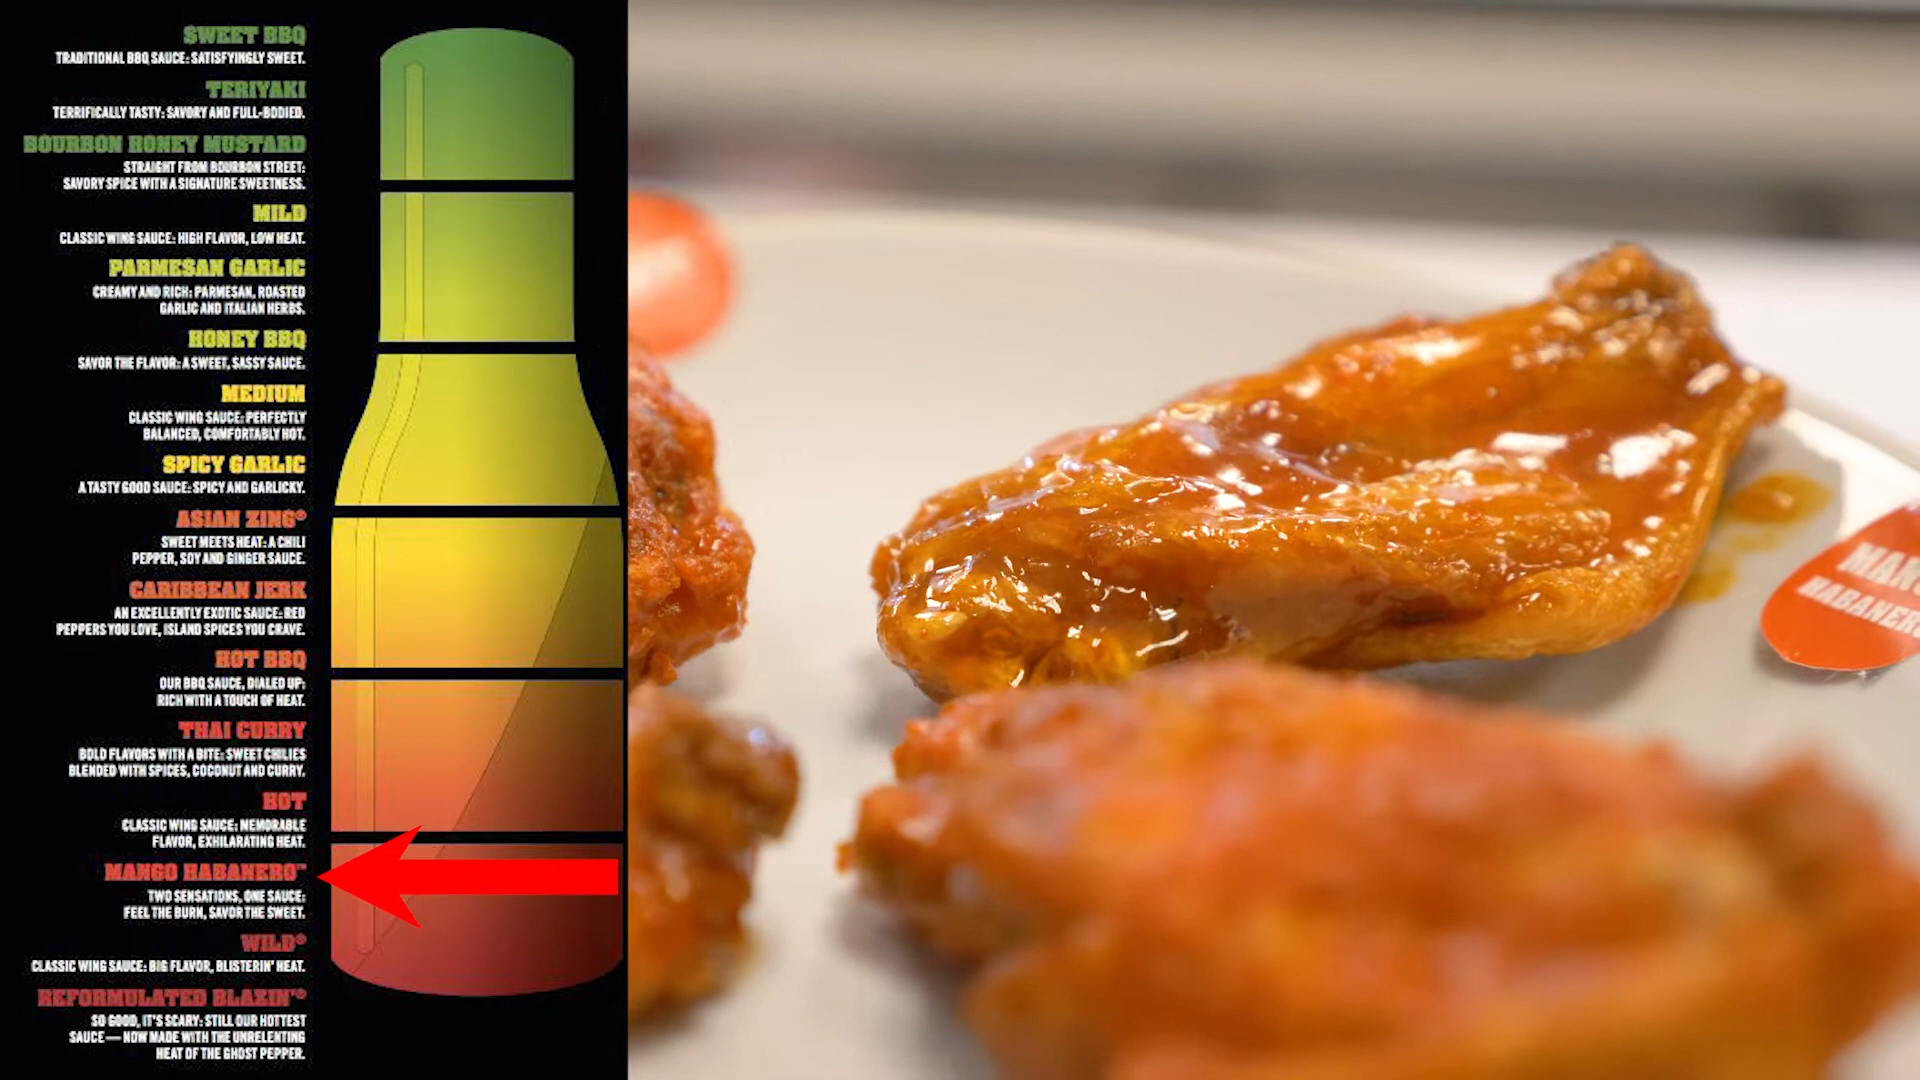 SWEET BBQ
TRADITIONAL BBQ SAUCE: SATISFYINGLY SWEET.
TERIYAKI
TERRIFICALLY TASTY: SAVORY AND FULL-BODIED.
BOURBON HONEY MUSTARD
STRAIGHT FROM BOURBON STREET:
SAVORY SPICE WITH A SIGNATURE SWEETNESS.
MILD
CLASSIC WING SAUCE: HIGH FLAVOR, LOW HEAT.
PARMESAN GARLIC
CREAMY AND RICH: PARMESAN, ROASTED
GARLIC AND ITALIAN HERBS.
HONEY BBQ
SAVOR THE FLAVOR: A SWEET, SASSY SAUCE.
MEDIUM
CLASSIC WING SAUCE: PERFECTLY
BALANCED, COMFORTABLY HOT.
SPICY GARLIC
A TASTY GOOD SAUCE: SPICY AND GARLICKY.
ASIAN ZING®
SWEET MEETS HEAT: A CHILI
PEPPER, SOY AND GINGER SAUCE.
CARIBBEAN JERK
AN EXCELLENTLY EXOTIC SAUCE: RED
PEPPERS YOU LOVE, ISLAND SPICES YOU CRAVE.
HOT BBQ
OUR BBQ SAUCE, DIALED UP:
RICH WITH A TOUCH OF HEAT.
THAI CURRY
BOLD FLAVORS WITH A BITE: SWEET CHILIES
BLENDED WITH SPICES, COCONUT AND CURRY.
HOT
CLASSIC WING SAUCE: MEMORABLE
FLAVOR, EXHILARATING HEAT.
MANGO HABANERO™
TWO SENSATIONS, ONE SAUCE:
FEEL THE BURN, SAVOR THE SWEET.
WILD®
CLASSIC WING SAUCE: BIG FLAVOR, BLISTERIN' HEAT.
REFORMULATED BLAZIN'®
SO GOOD, IT'S SCARY: STILL OUR HOTTEST
SAUCE — NOW MADE WITH THE UNRELENTING
HEAT OF THE GHOST PEPPER.
MANG
HABANER